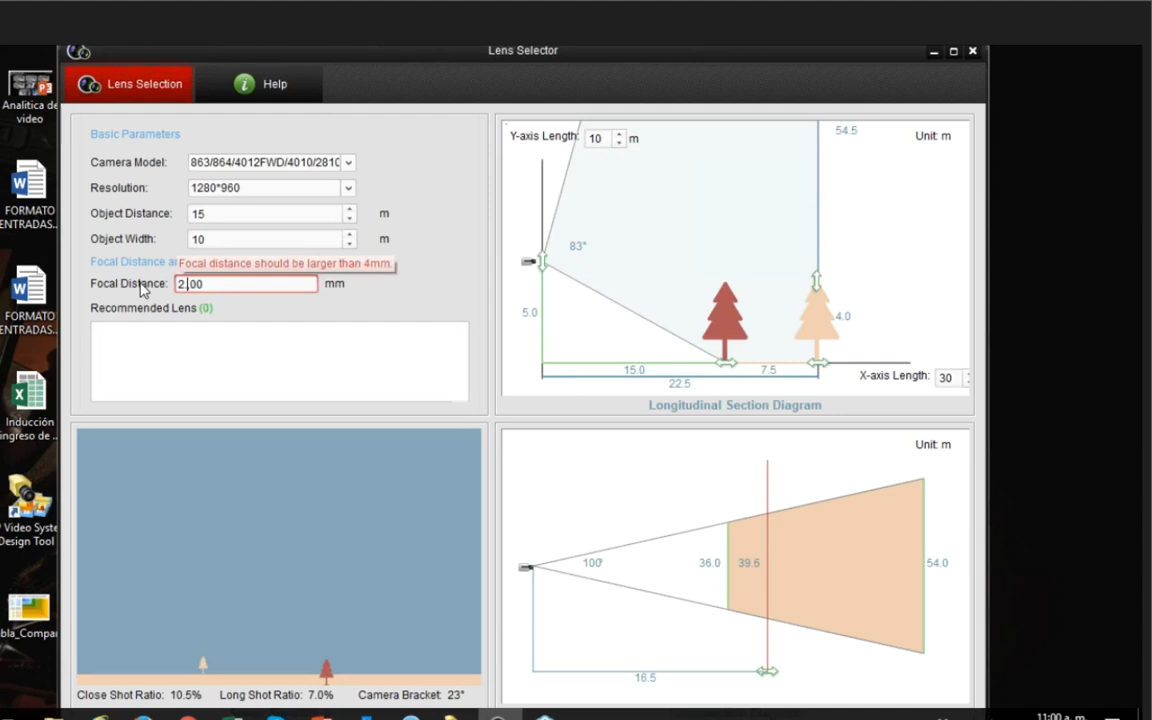 Lens Selector
Lens Selection
Help
Analitica de
video
FORMATO
ENTRADAS...
FORMATO
ENTRADAS...
Inducción
ingreso de ...
Video Syste
Design Tool
bla_Compa
Basic Parameters
Camera Model: 863/864/4012FWD/4010/2810
Resolution: 1280*960
Object Distance: 15 m
Object Width: 10 m
Focal Distance a
Focal distance should be larger than 4mm.
Focal Distance: 2.00 mm
Recommended Lens (0)
Y-axis Length: 10 m
54.5
Unit: m
83°
5.0
4.0
15.0
7.5
22.5
X-axis Length: 30
Longitudinal Section Diagram
Close Shot Ratio: 10.5% Long Shot Ratio: 7.0% Camera Bracket: 23°
Unit: m
100°
36.0
39.6
54.0
16.5
11:00 a. m.